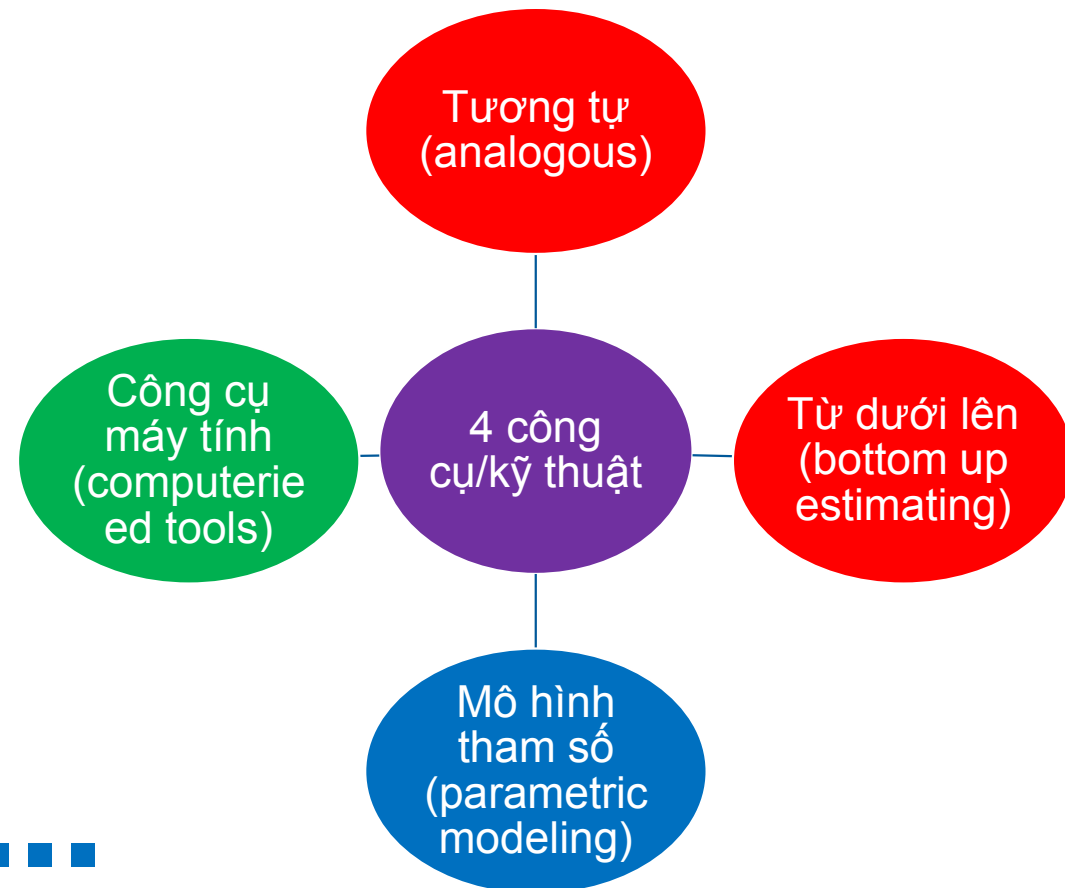 Tương tự
(analogous)
Công cụ
máy tính
(computerie
ed tools)
4 công
cụ/kỹ thuật
Từ dưới lên
(bottom up
estimating)
Mô hình
tham số
(parametric
modeling)